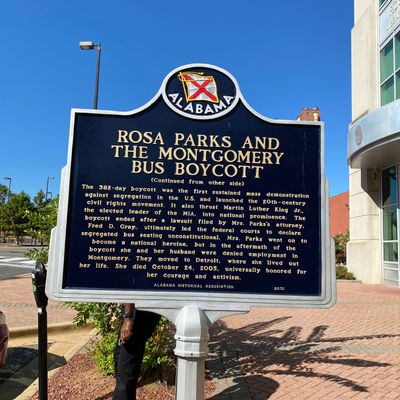 ALABAMA
ROSA PARKS AND
THE MONTGOMERY
BUS BOYCOTT
(Continued from other side)
The 382-day boycott was the first sustained mass demonstration
against segregation in the U.S. and launched the 20th-century
civil rights movement. It also thrust Martin Luther King Jr.,
the elected leader of the MIA, into national prominence. The
boycott ended after a lawsuit filed by Mrs. Parks's attorney,
Fred D. Gray, ultimately led the federal courts to declare
segregated bus seating unconstitutional. Mrs. Parks went on to
become a national heroine, but in the aftermath of the
boycott she and her husband were denied employment in
Montgomery. They moved to Detroit, where she lived out
her life. She died October 24, 2005, universally honored for
her courage and activism.
ALABAMA HISTORICAL ASSOCIATION 2015